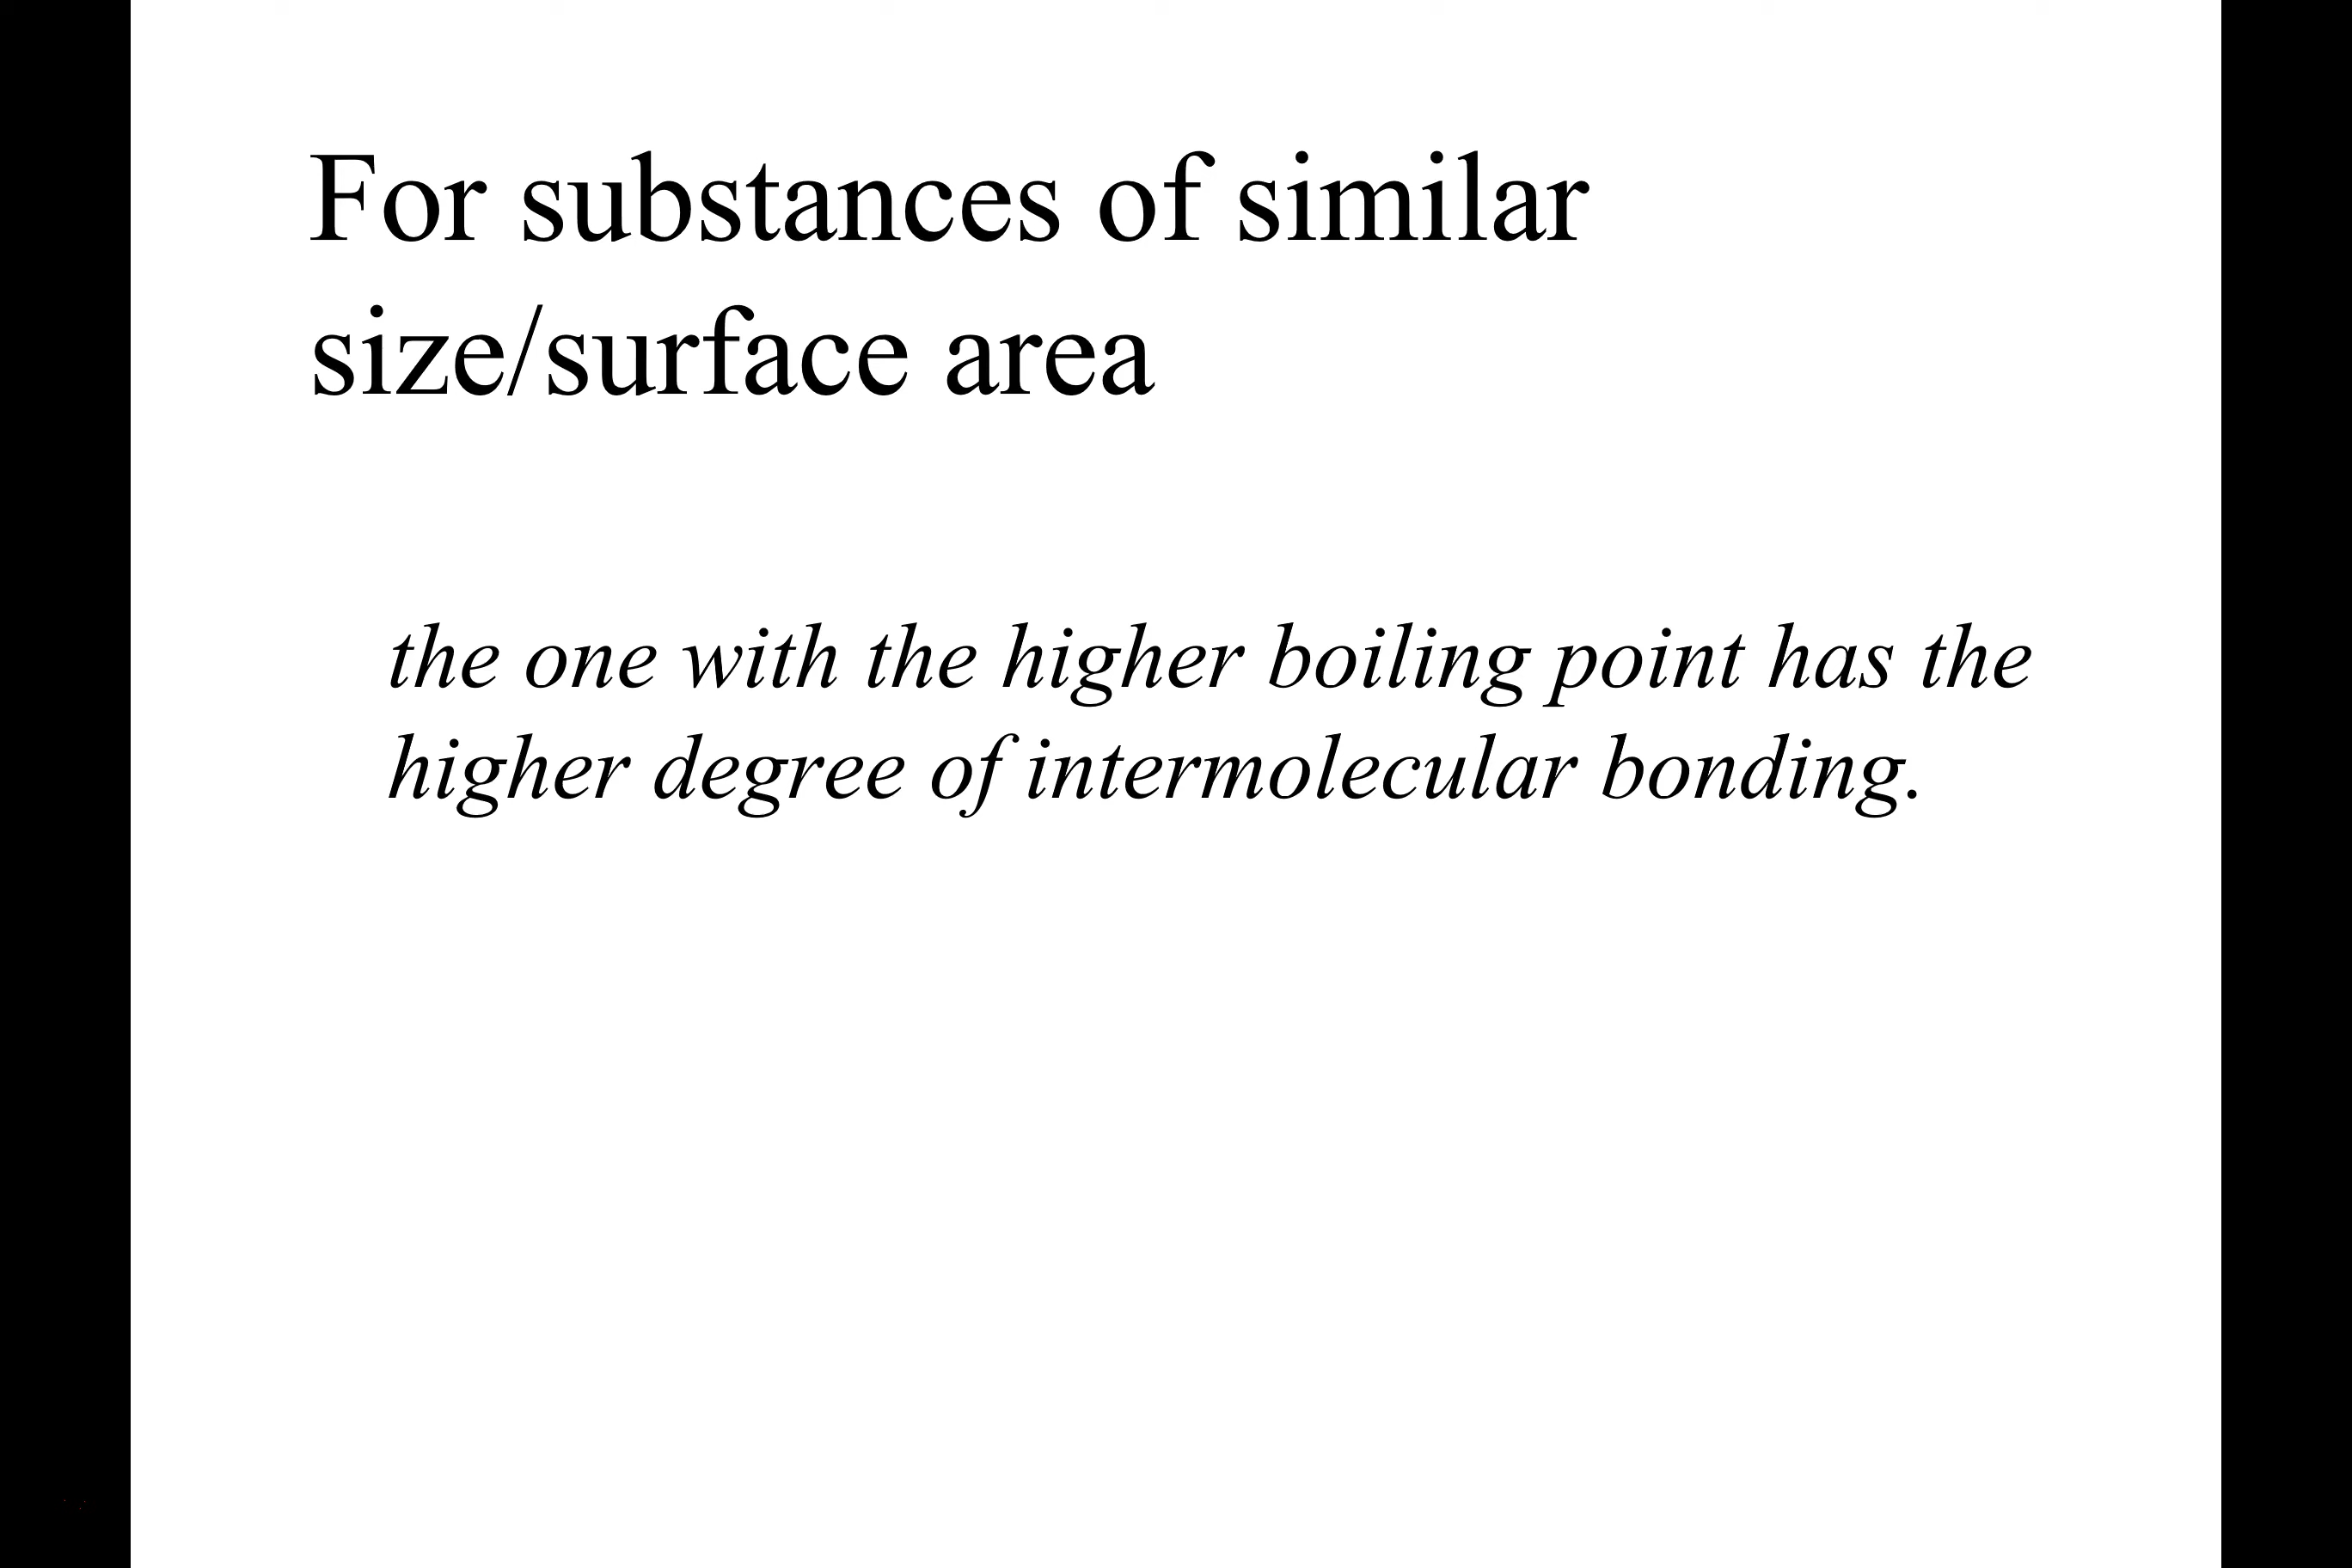 For substances of similar
size/surface area
the one with the higher boiling point has the
higher degree of intermolecular bonding.